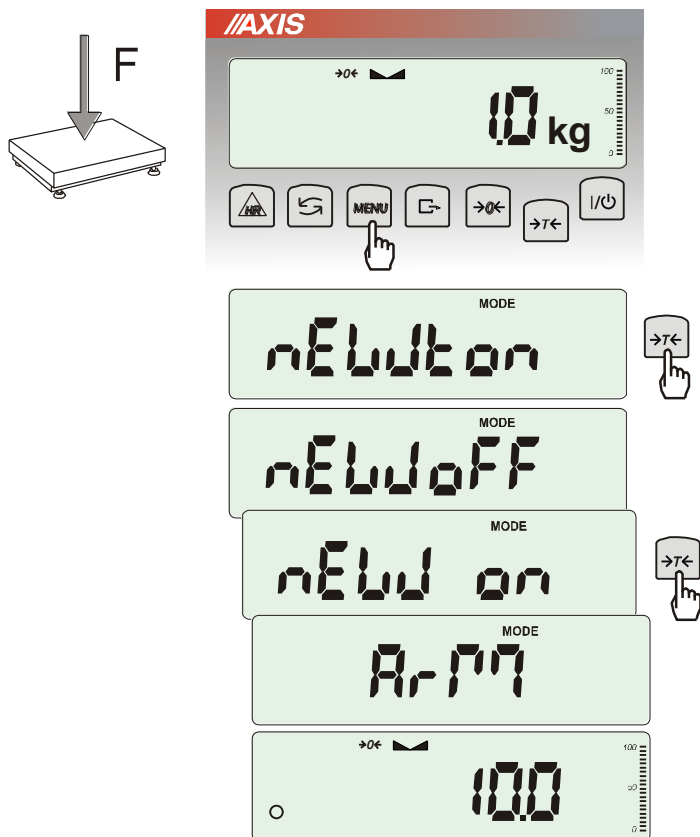 //AXIS
F
→0←
1.0 kg
100
50
0
HR
MENU
→0←
→T←
I/⏻
MODE
nEWton
→T←
MODE
nEWoFF
MODE
nEW on
→T←
MODE
ArM
→0←
10.0
100
50
0